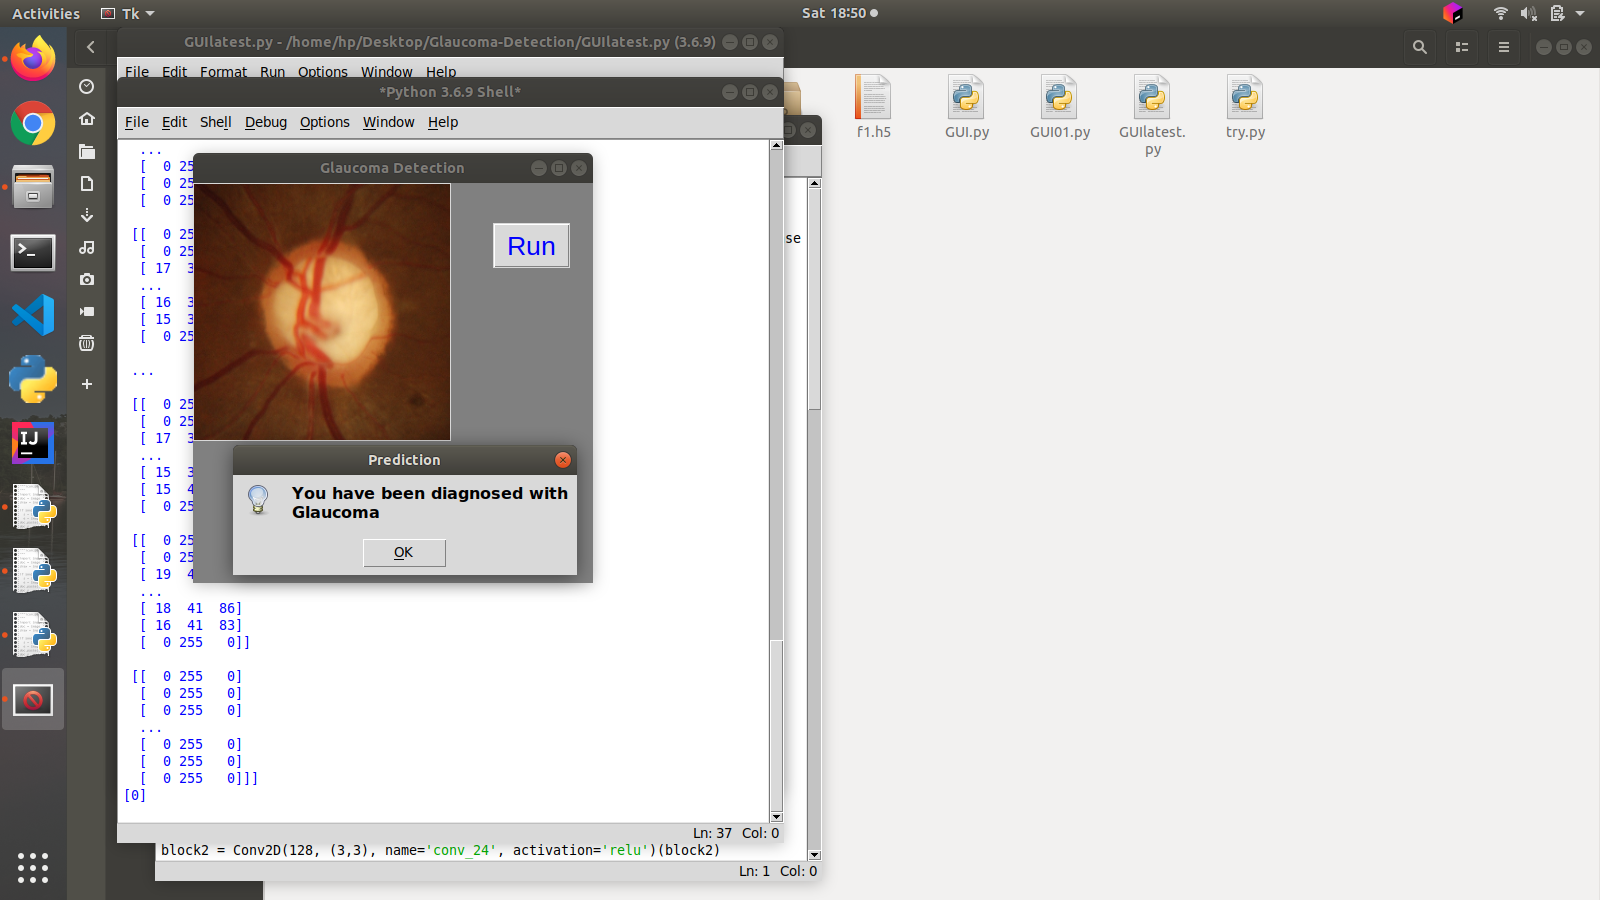 Activities
Tk
Sat 18:50
GUIlatest.py - /home/hp/Desktop/Glaucoma-Detection/GUIlatest.py (3.6.9)
File Edit Format Run Options Window Help
*Python 3.6.9 Shell*
File Edit Shell Debug Options Window Help
f1.h5
GUI.py
GUI01.py
GUIlatest.
py
try.py
...
[ 0 25
[ 0 25
[ 0 25
[[ 0 25
[ 0 25
[ 17 3
...
[ 16 3
[ 15 3
[ 0 25
...
[[ 0 25
[ 0 25
[ 17 3
...
[ 15 3
[ 15 4
[ 0 25
[[ 0 25
[ 0 25
[ 19 4
...
[ 18 41 86]
[ 16 41 83]
[ 0 255 0]]
[[ 0 255 0]
[ 0 255 0]
[ 0 255 0]
...
[ 0 255 0]
[ 0 255 0]
[ 0 255 0]]]
[0]
Ln: 37 Col: 0
Glaucoma Detection
Run
Prediction
You have been diagnosed with
Glaucoma
OK
se
block2 = Conv2D(128, (3,3), name='conv_24', activation='relu')(block2)
Ln: 1 Col: 0
IJ